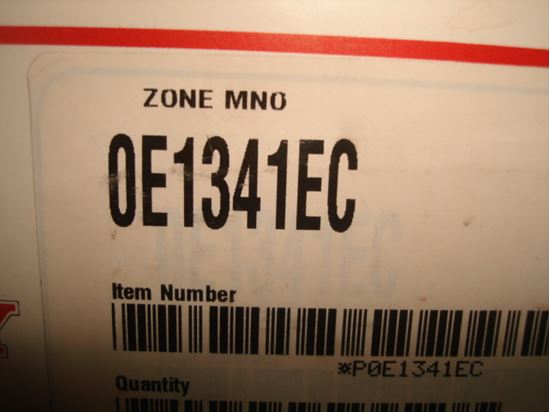 ZONE MNO
0E1341EC
Item Number
*P0E1341EC
Quantity